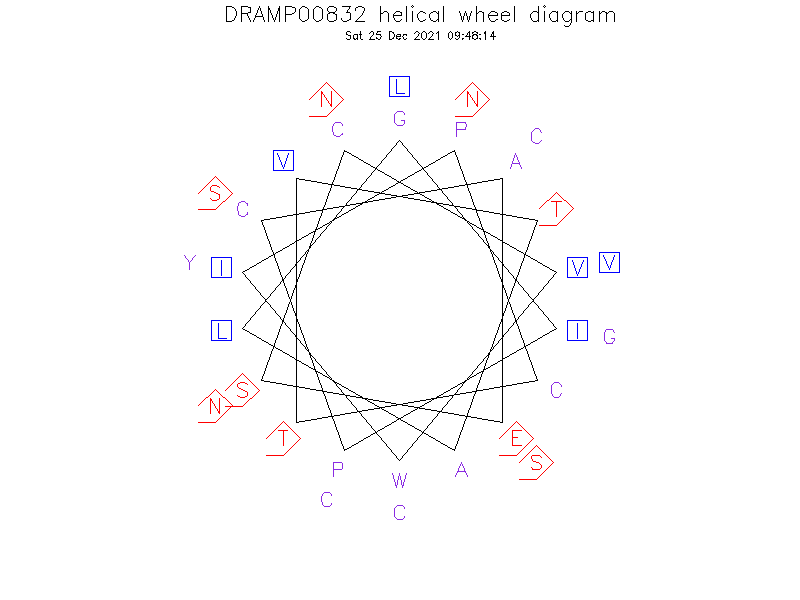 DRAMP00832 helical wheel diagram
Sat 25 Dec 2021 09:48:14
L
N N
G
C P
C
V A
S C T
Y I V V
L I G
S C
N
T E
S
P W A
C
C